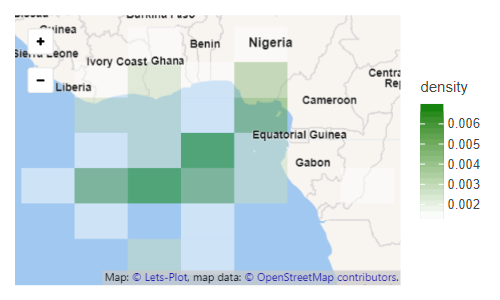 Burkina Faso
Guinea
Benin
Nigeria
Sierra Leone
Ivory Coast
Ghana
Liberia
Centra
Rep
Cameroon
Equatorial Guinea
Gabon
+
−
density
0.006
0.005
0.004
0.003
0.002
Map: © Lets-Plot, map data: © OpenStreetMap contributors.